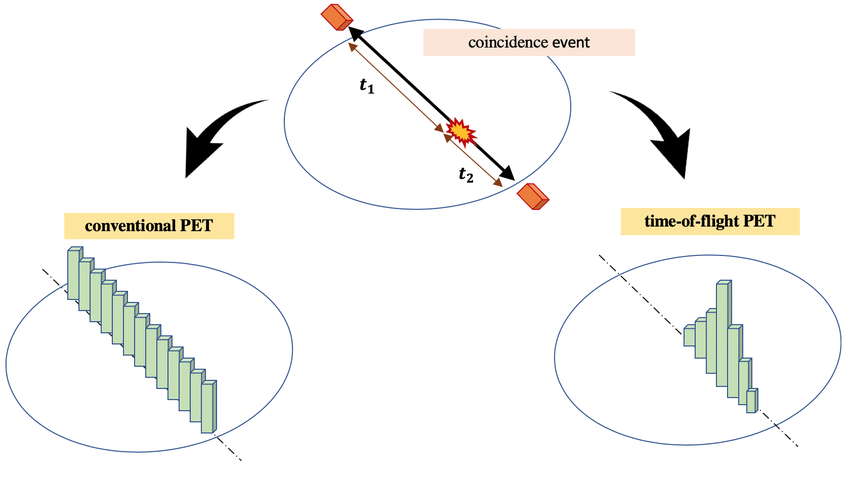 coincidence event
t₁
t₂
conventional PET
time-of-flight PET